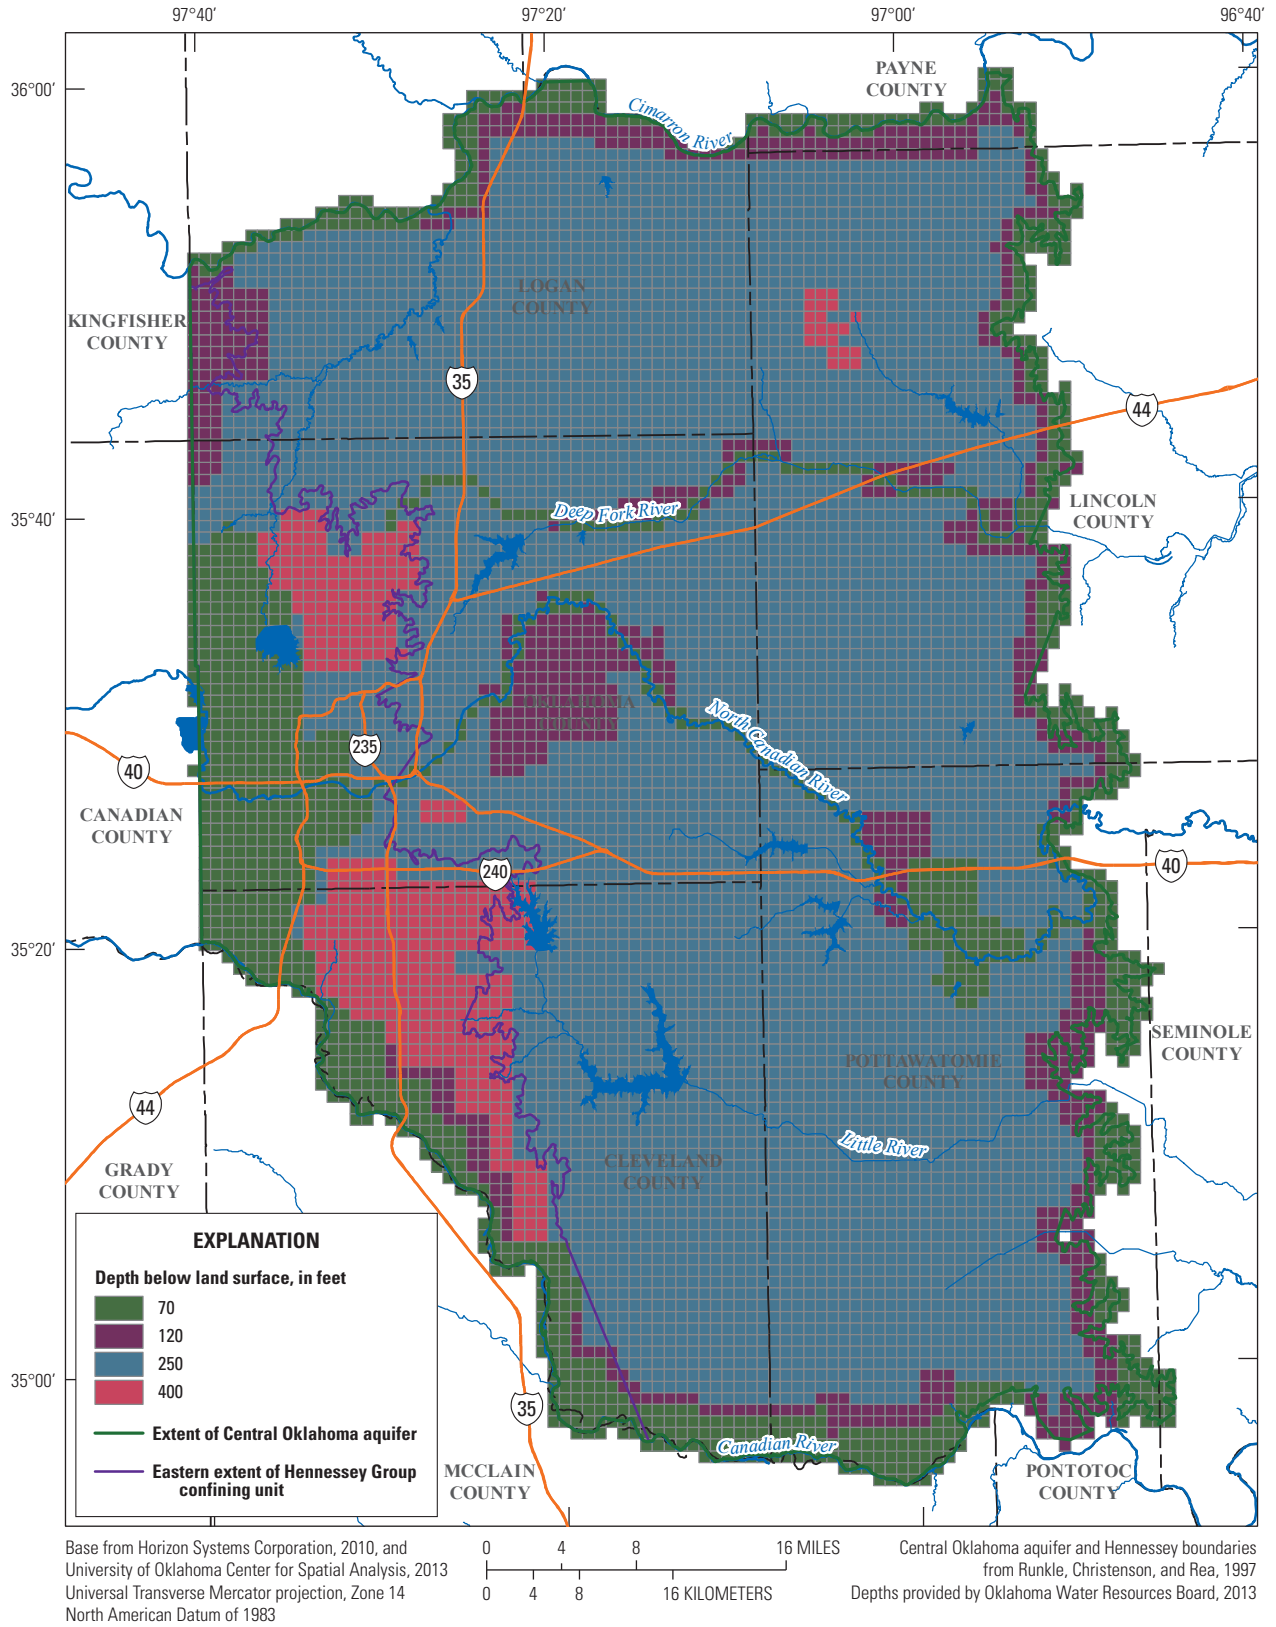 97°40′
97°20′
97°00′
96°40′
36°00′
PAYNE
COUNTY
Cimarron River
LOGAN
COUNTY
KINGFISHER
COUNTY
35
44
LINCOLN
COUNTY
35°40′
Deep Fork River
OKLAHOMA
COUNTY
North Canadian River
235
40
CANADIAN
COUNTY
240
40
35°20′
SEMINOLE
COUNTY
POTTAWATOMIE
COUNTY
44
Little River
GRADY
COUNTY
CLEVELAND
COUNTY
EXPLANATION
Depth below land surface, in feet
70
120
250
400
Extent of Central Oklahoma aquifer
Eastern extent of Hennessey Group
confining unit
35°00′
35
Canadian River
MCCLAIN
COUNTY
PONTOTOC
COUNTY
Base from Horizon Systems Corporation, 2010, and
University of Oklahoma Center for Spatial Analysis, 2013
Universal Transverse Mercator projection, Zone 14
North American Datum of 1983
0 4 8 16 MILES
0 4 8 16 KILOMETERS
Central Oklahoma aquifer and Hennessey boundaries
from Runkle, Christenson, and Rea, 1997
Depths provided by Oklahoma Water Resources Board, 2013